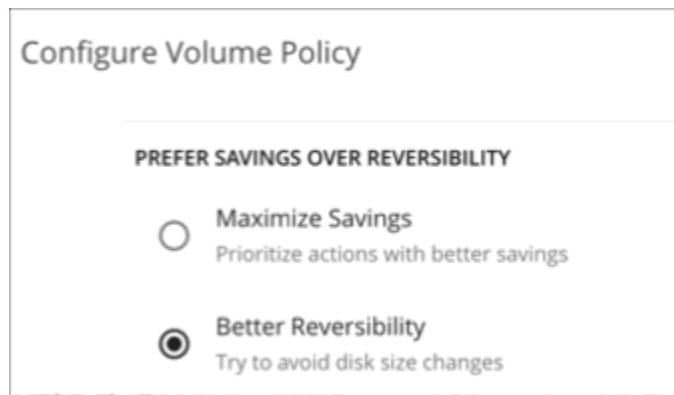 Configure Volume Policy
PREFER SAVINGS OVER REVERSIBILITY
Maximize Savings
Prioritize actions with better savings
Better Reversibility
Try to avoid disk size changes